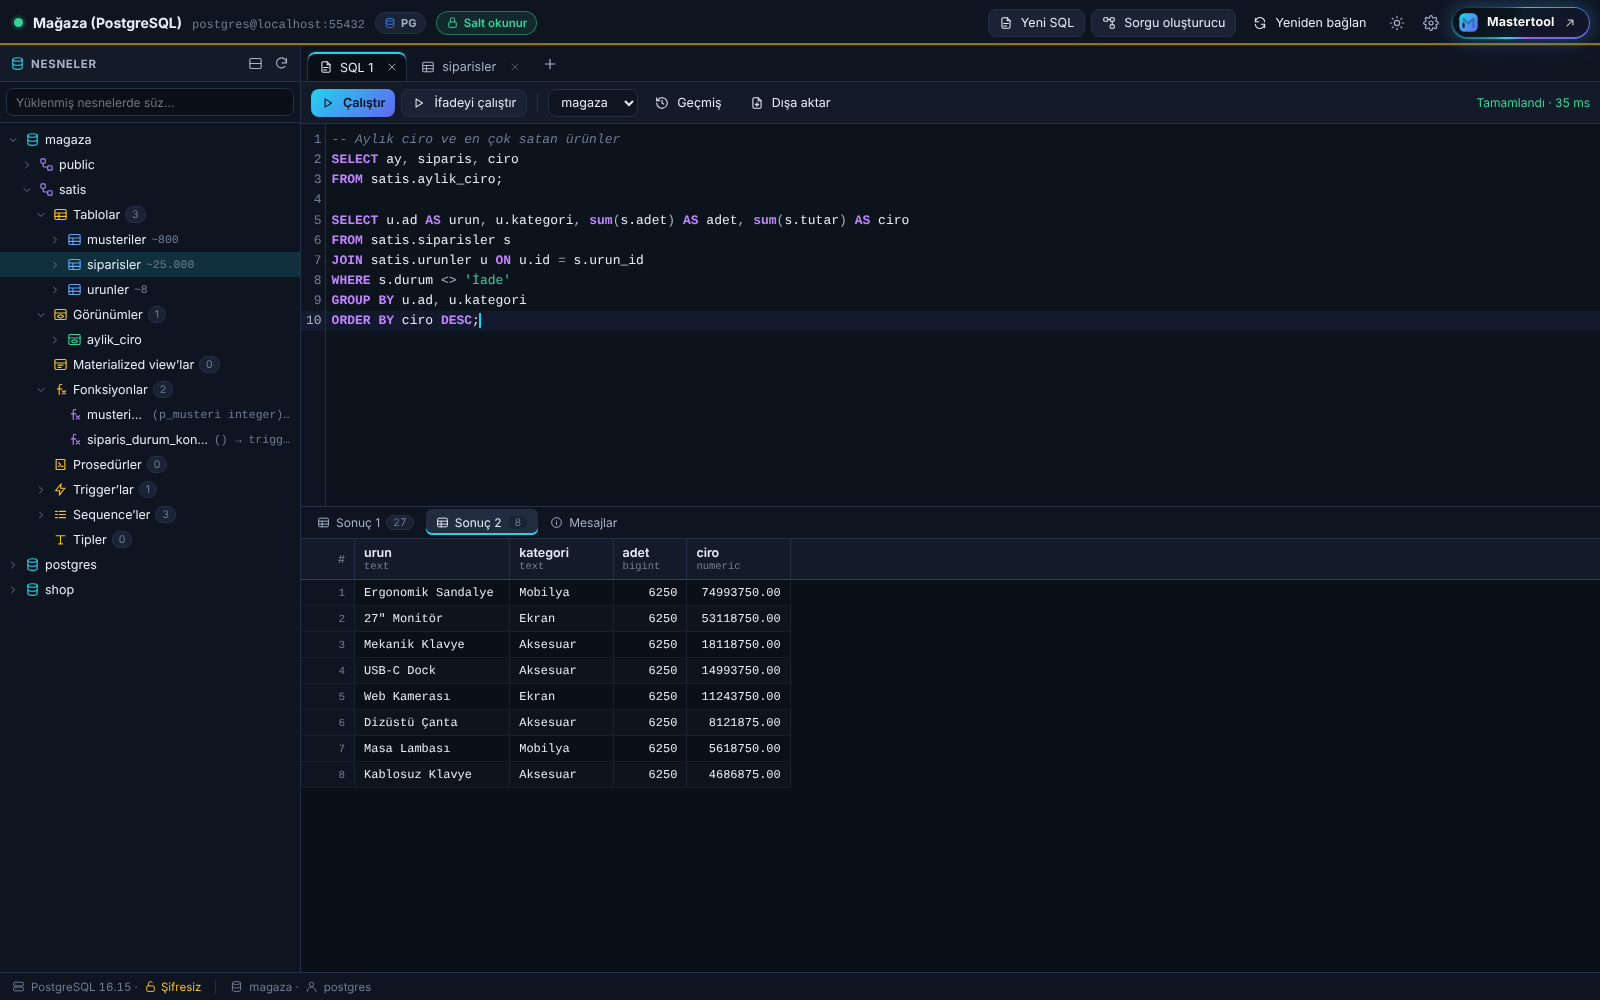 Mağaza (PostgreSQL) postgres@localhost:55432 PG Salt okunur Yeni SQL Sorgu oluşturucu Yeniden bağlan Mastertool
NESNELER
Yüklenmiş nesnelerde süz...
magaza
public
satis
Tablolar 3
musteriler ~800
siparisler ~25.000
urunler ~8
Görünümler 1
aylik_ciro
Materialized view’lar 0
Fonksiyonlar 2
musteri... (p_musteri integer)…
siparis_durum_kon... () → trigg…
Prosedürler 0
Trigger’lar 1
Sequence’ler 3
Tipler 0
postgres
shop
SQL 1 × siparisler × +
Çalıştır İfadeyi çalıştır magaza Geçmiş Dışa aktar Tamamlandı · 35 ms
1 -- Aylık ciro ve en çok satan ürünler
2 SELECT ay, siparis, ciro
3 FROM satis.aylik_ciro;
4
5 SELECT u.ad AS urun, u.kategori, sum(s.adet) AS adet, sum(s.tutar) AS ciro
6 FROM satis.siparisler s
7 JOIN satis.urunler u ON u.id = s.urun_id
8 WHERE s.durum <> 'İade'
9 GROUP BY u.ad, u.kategori
10 ORDER BY ciro DESC;
Sonuç 1 27 Sonuç 2 8 Mesajlar
# urun kategori adet ciro
text text bigint numeric
1 Ergonomik Sandalye Mobilya 6250 74993750.00
2 27" Monitör Ekran 6250 53118750.00
3 Mekanik Klavye Aksesuar 6250 18118750.00
4 USB-C Dock Aksesuar 6250 14993750.00
5 Web Kamerası Ekran 6250 11243750.00
6 Dizüstü Çanta Aksesuar 6250 8121875.00
7 Masa Lambası Mobilya 6250 5618750.00
8 Kablosuz Klavye Aksesuar 6250 4686875.00
PostgreSQL 16.15 · Şifresiz magaza · postgres